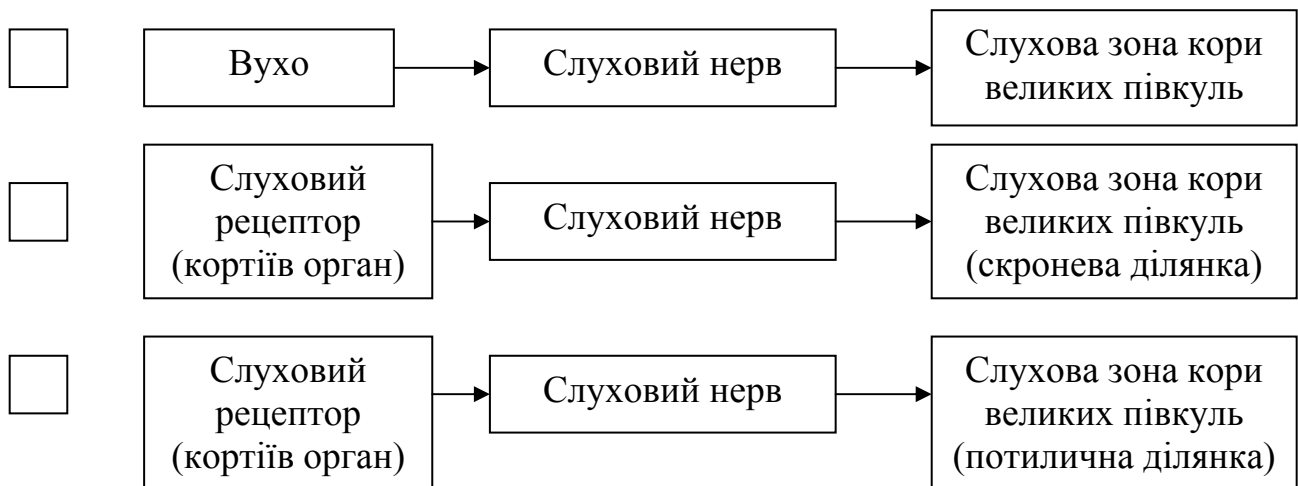 Вухо
Слуховий нерв
Слухова зона кори
великих півкуль
Слуховий
рецептор
(кортіїв орган)
Слуховий нерв
Слухова зона кори
великих півкуль
(скронева ділянка)
Слуховий
рецептор
(кортіїв орган)
Слуховий нерв
Слухова зона кори
великих півкуль
(потилична ділянка)